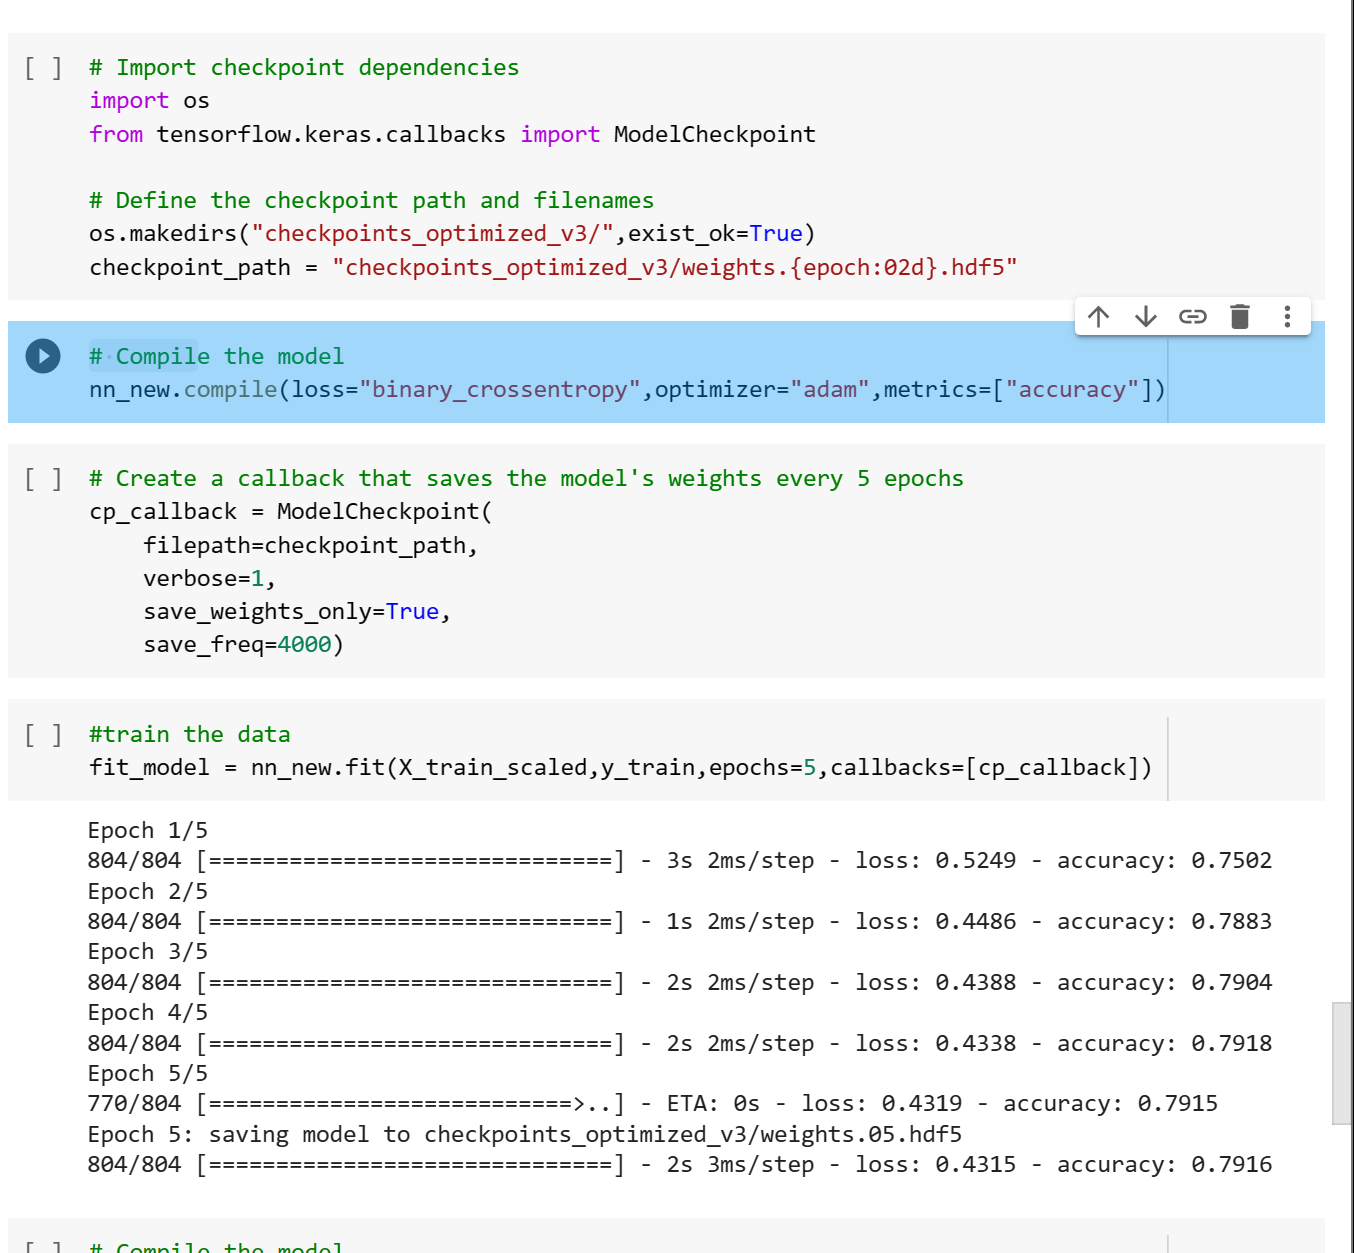 [ ] # Import checkpoint dependencies
import os
from tensorflow.keras.callbacks import ModelCheckpoint
# Define the checkpoint path and filenames
os.makedirs("checkpoints_optimized_v3/",exist_ok=True)
checkpoint_path = "checkpoints_optimized_v3/weights.{epoch:02d}.hdf5"
# Compile the model
nn_new.compile(loss="binary_crossentropy",optimizer="adam",metrics=["accuracy"])
[ ] # Create a callback that saves the model's weights every 5 epochs
cp_callback = ModelCheckpoint(
    filepath=checkpoint_path,
    verbose=1,
    save_weights_only=True,
    save_freq=4000)
[ ] #train the data
fit_model = nn_new.fit(X_train_scaled,y_train,epochs=5,callbacks=[cp_callback])
Epoch 1/5
804/804 [==============================] - 3s 2ms/step - loss: 0.5249 - accuracy: 0.7502
Epoch 2/5
804/804 [==============================] - 1s 2ms/step - loss: 0.4486 - accuracy: 0.7883
Epoch 3/5
804/804 [==============================] - 2s 2ms/step - loss: 0.4388 - accuracy: 0.7904
Epoch 4/5
804/804 [==============================] - 2s 2ms/step - loss: 0.4338 - accuracy: 0.7918
Epoch 5/5
770/804 [===========================>..] - ETA: 0s - loss: 0.4319 - accuracy: 0.7915
Epoch 5: saving model to checkpoints_optimized_v3/weights.05.hdf5
804/804 [==============================] - 2s 3ms/step - loss: 0.4315 - accuracy: 0.7916
[ ] # Compile the model